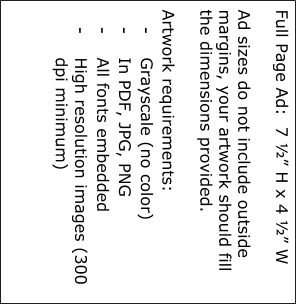 Full Page Ad:  7 ½” H x 4 ½” W
Ad sizes do not include outside
margins, your artwork should fill
the dimensions provided.
Artwork requirements:
- Grayscale (no color)
- In PDF, JPG, PNG
- All fonts embedded
- High resolution images (300
dpi minimum)